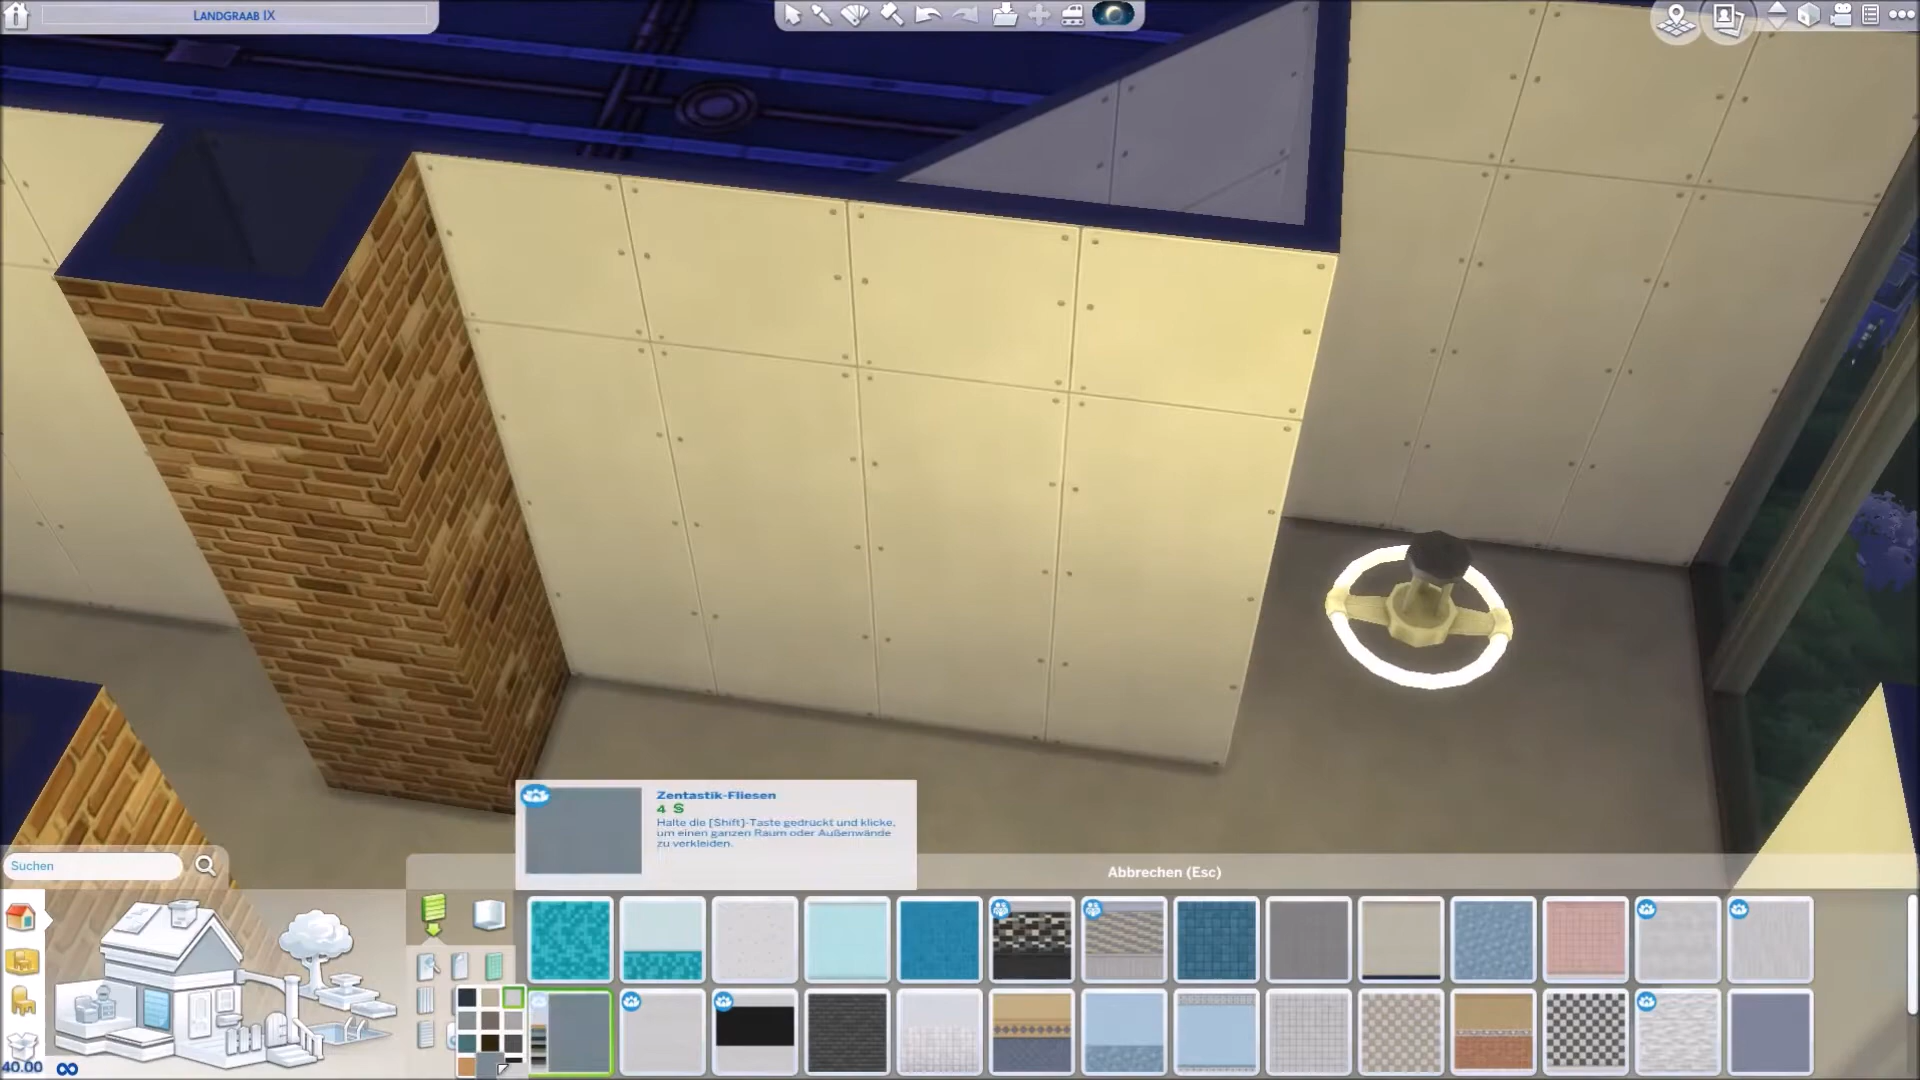 LANDGRAAB IX
Zentastik-Fliesen
4 §
Halte die [Shift]-Taste gedrückt und klicke,
um einen ganzen Raum oder Außenwände
zu verkleiden.
Suchen
Abbrechen (Esc)
40.00 ∞